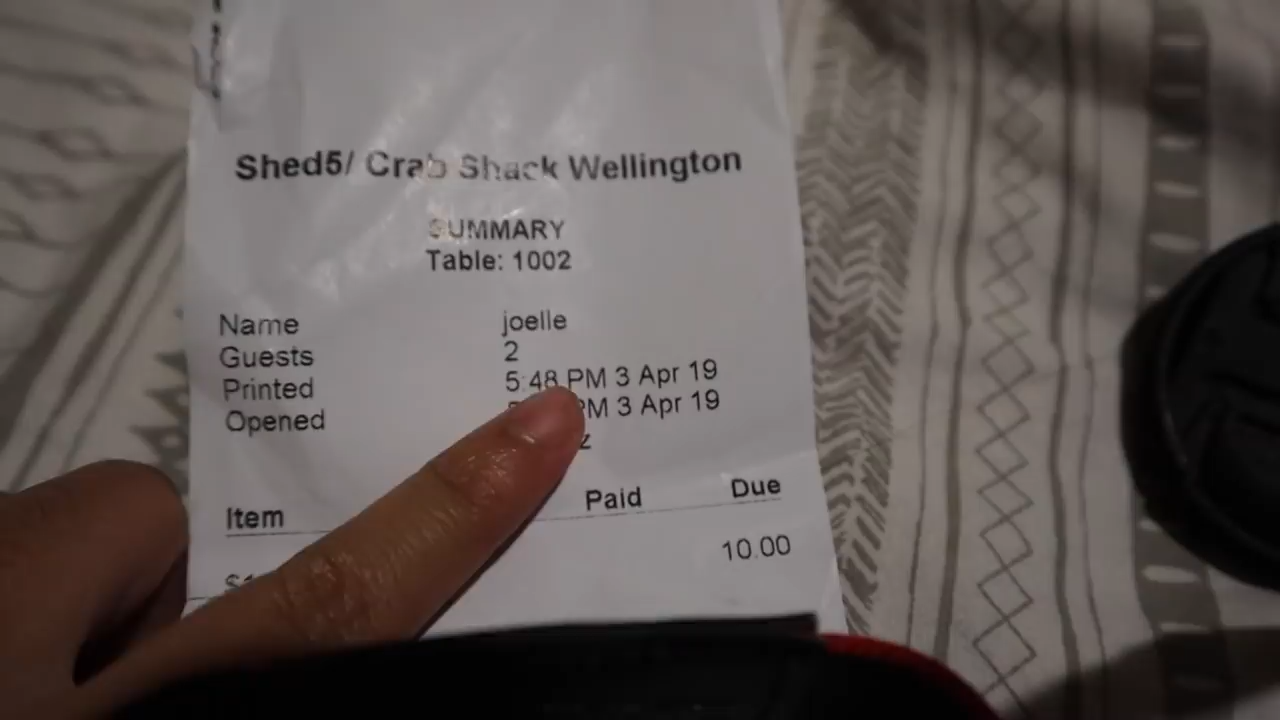 Shed5/ Crab Shack Wellington
SUMMARY
Table: 1002
Name joelle
Guests 2
Printed 5:48 PM 3 Apr 19
Opened PM 3 Apr 19
Item Paid Due
10.00